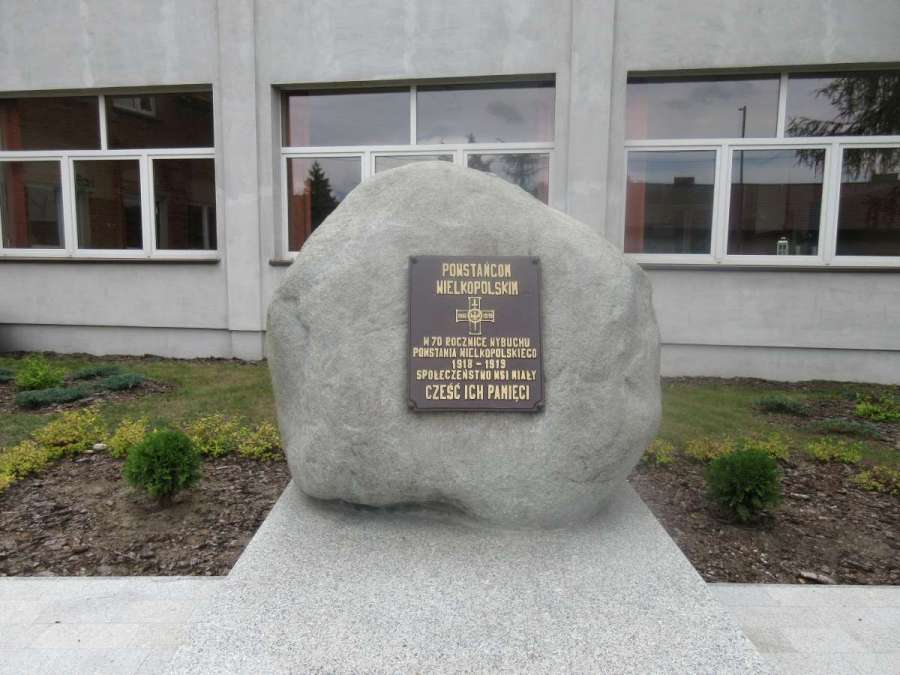 POWSTAŃCOM
WIELKOPOLSKIM
W 70 ROCZNICĘ WYBUCHU
POWSTANIA WIELKOPOLSKIEGO
1918 - 1919
SPOŁECZEŃSTWO WSI MIAŁY
CZEŚĆ ICH PAMIĘCI